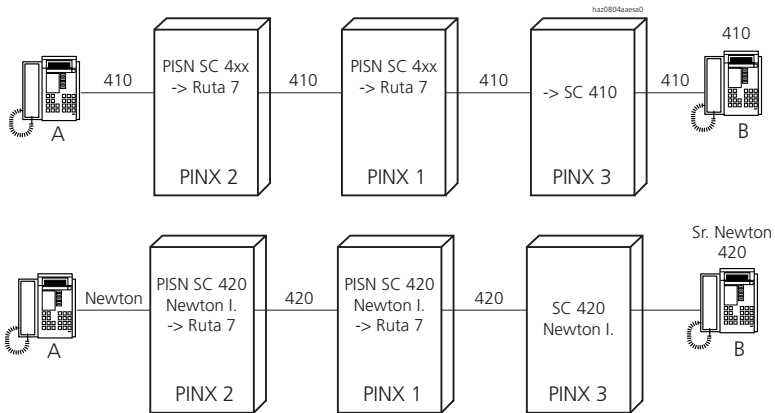 haz0804aaesa0
410
PISN SC 4xx
-> Ruta 7
PISN SC 4xx
-> Ruta 7
-> SC 410
410
410
410
410
A
B
PINX 2
PINX 1
PINX 3
Sr. Newton
420
PISN SC 420
Newton I.
-> Ruta 7
PISN SC 420
Newton I.
-> Ruta 7
SC 420
Newton I.
Newton
420
420
A
B
PINX 2
PINX 1
PINX 3